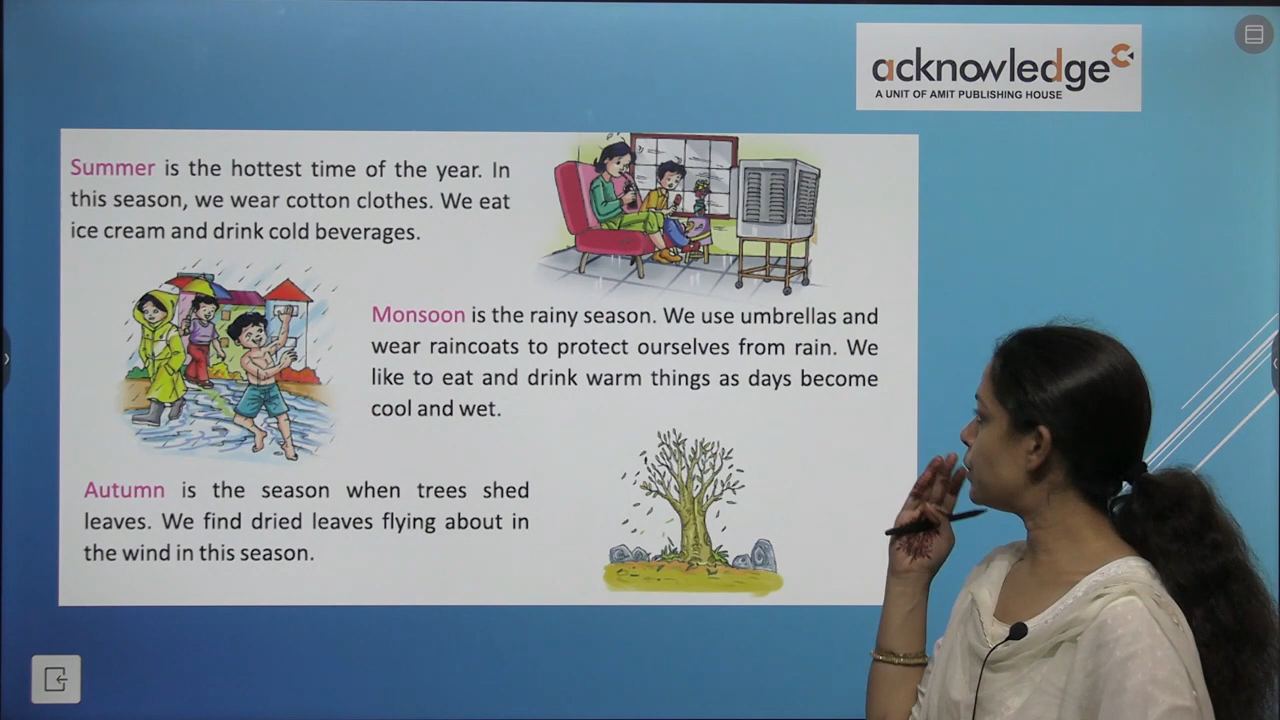 acknowledge
A UNIT OF AMIT PUBLISHING HOUSE
Summer is the hottest time of the year. In
this season, we wear cotton clothes. We eat
ice cream and drink cold beverages.
Monsoon is the rainy season. We use umbrellas and
wear raincoats to protect ourselves from rain. We
like to eat and drink warm things as days become
cool and wet.
Autumn is the season when trees shed
leaves. We find dried leaves flying about in
the wind in this season.